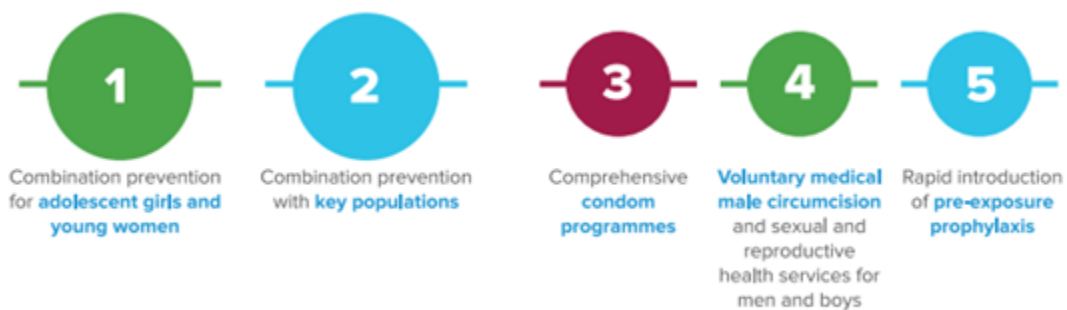 1
Combination prevention
for adolescent girls and
young women
2
Combination prevention
with key populations
3
Comprehensive
condom
programmes
4
Voluntary medical
male circumcision
and sexual and
reproductive
health services for
men and boys
5
Rapid introduction
of pre-exposure
prophylaxis